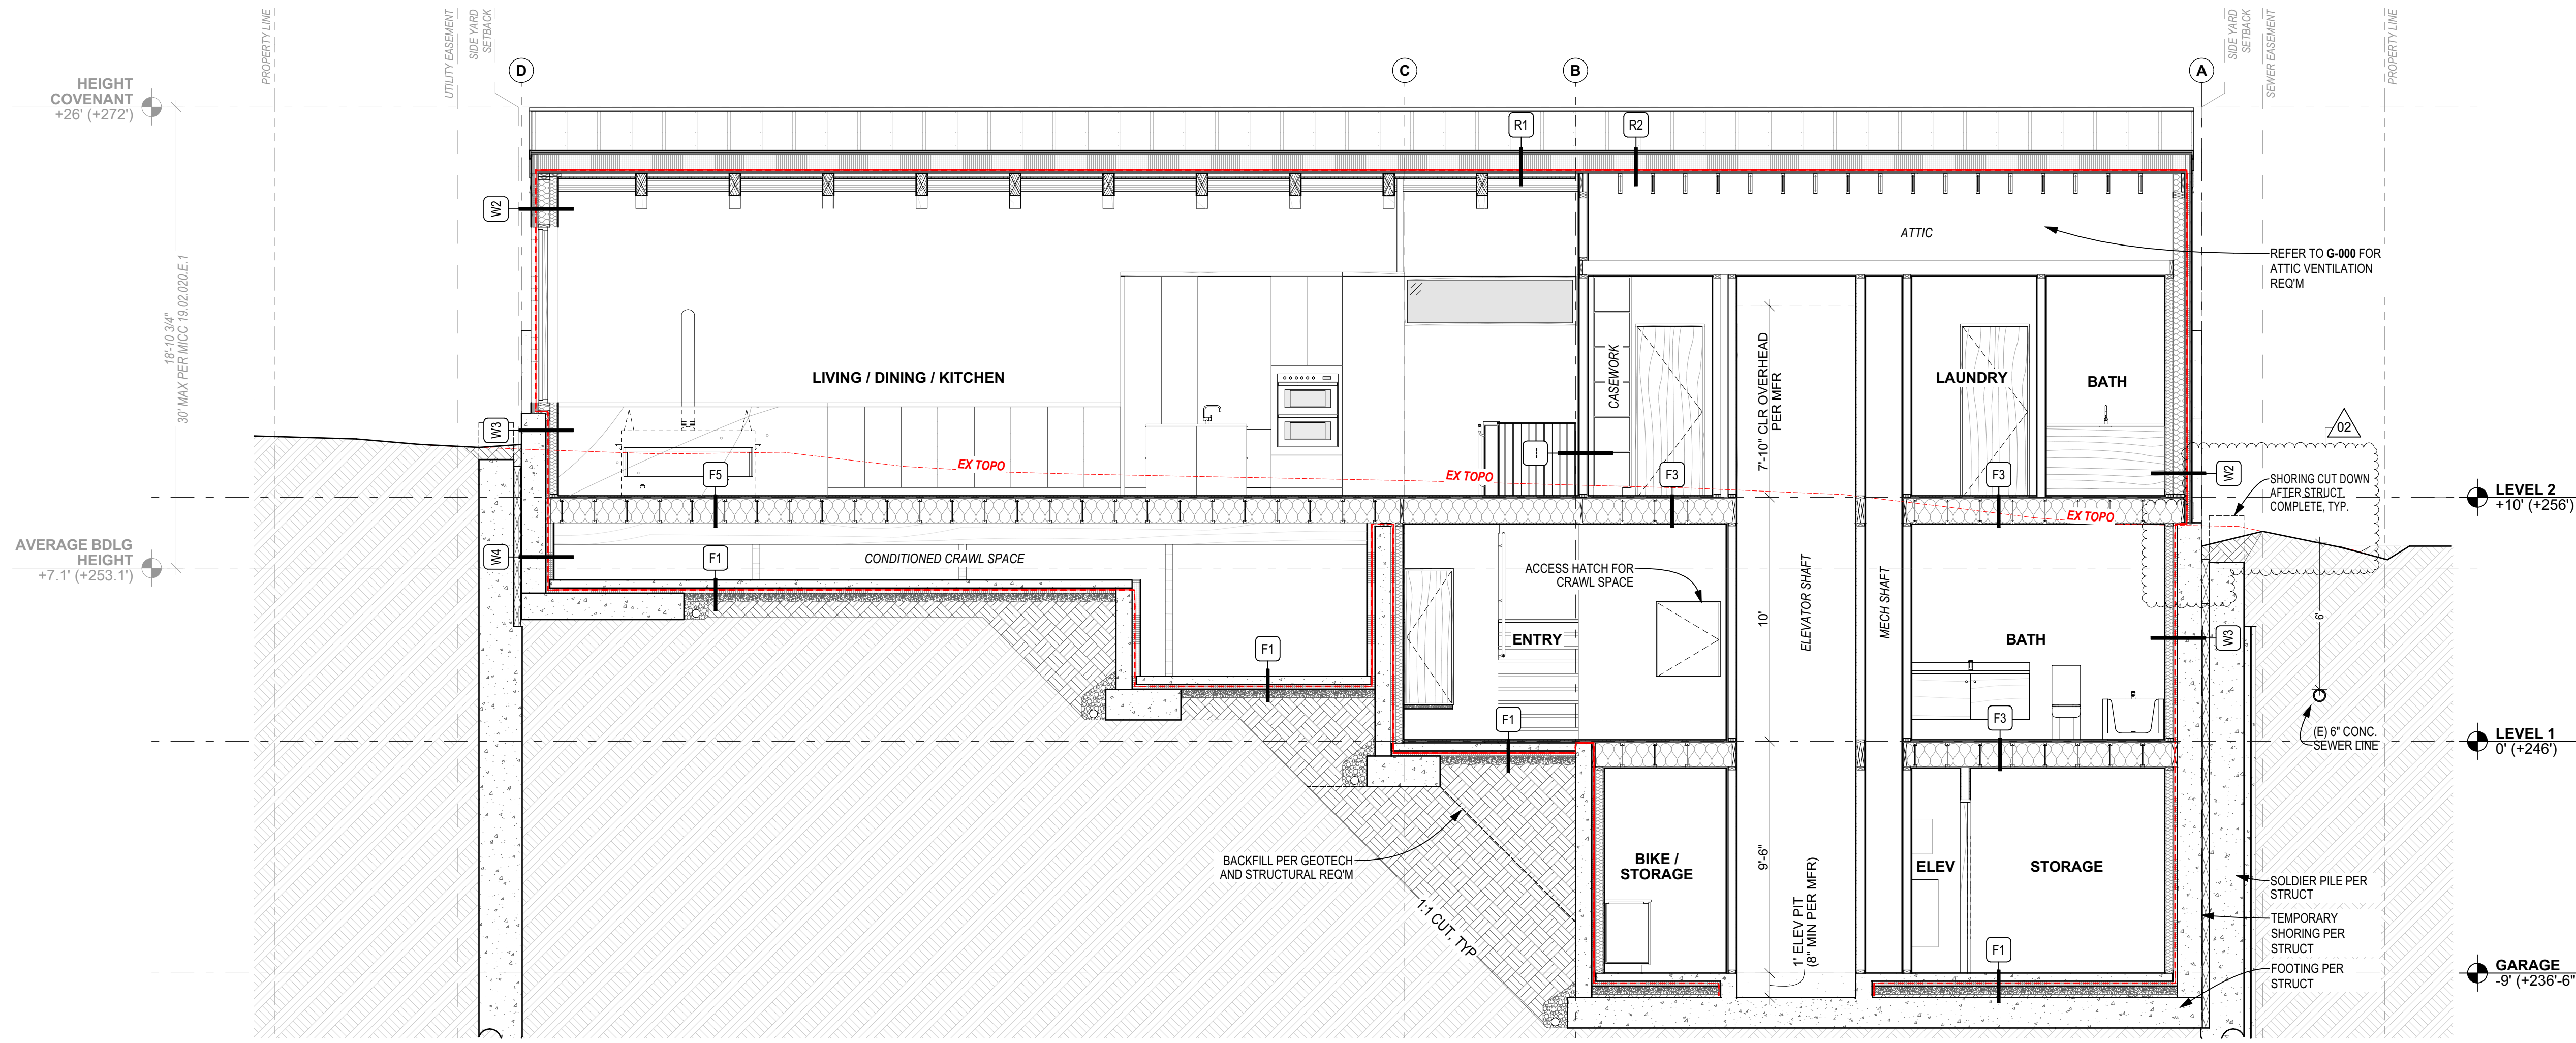 PROPERTY LINE
UTILITY EASEMENT
SIDE YARD
SETBACK
D
C
B
A
SIDE YARD
SETBACK
SEWER EASEMENT
PROPERTY LINE
HEIGHT
COVENANT
+26' (+272')
R1
R2
W2
ATTIC
REFER TO G-000 FOR
ATTIC VENTILATION
REQ'M
18'-10 3/4"
30' MAX PER MICC 19.02.020.E.1
LIVING / DINING / KITCHEN
CASEWORK
7'-10" CLR OVERHEAD
PER MFR
LAUNDRY
BATH
02
W3
EX TOPO
EX TOPO
F5
F3
F3
W2
SHORING CUT DOWN
AFTER STRUCT.
COMPLETE, TYP.
LEVEL 2
+10' (+256')
EX TOPO
AVERAGE BDLG
HEIGHT
+7.1' (+253.1')
W4
F1
CONDITIONED CRAWL SPACE
ACCESS HATCH FOR
CRAWL SPACE
ELEVATOR SHAFT
MECH SHAFT
10'
6'
F1
ENTRY
BATH
W3
F1
F3
(E) 6" CONC.
SEWER LINE
LEVEL 1
0' (+246')
BACKFILL PER GEOTECH
AND STRUCTURAL REQ'M
1:1 CUT, TYP
BIKE /
STORAGE
9'-6"
1' ELEV PIT
(8" MIN PER MFR)
ELEV
STORAGE
SOLDIER PILE PER
STRUCT
TEMPORARY
SHORING PER
STRUCT
F1
FOOTING PER
STRUCT
GARAGE
-9' (+236'-6"